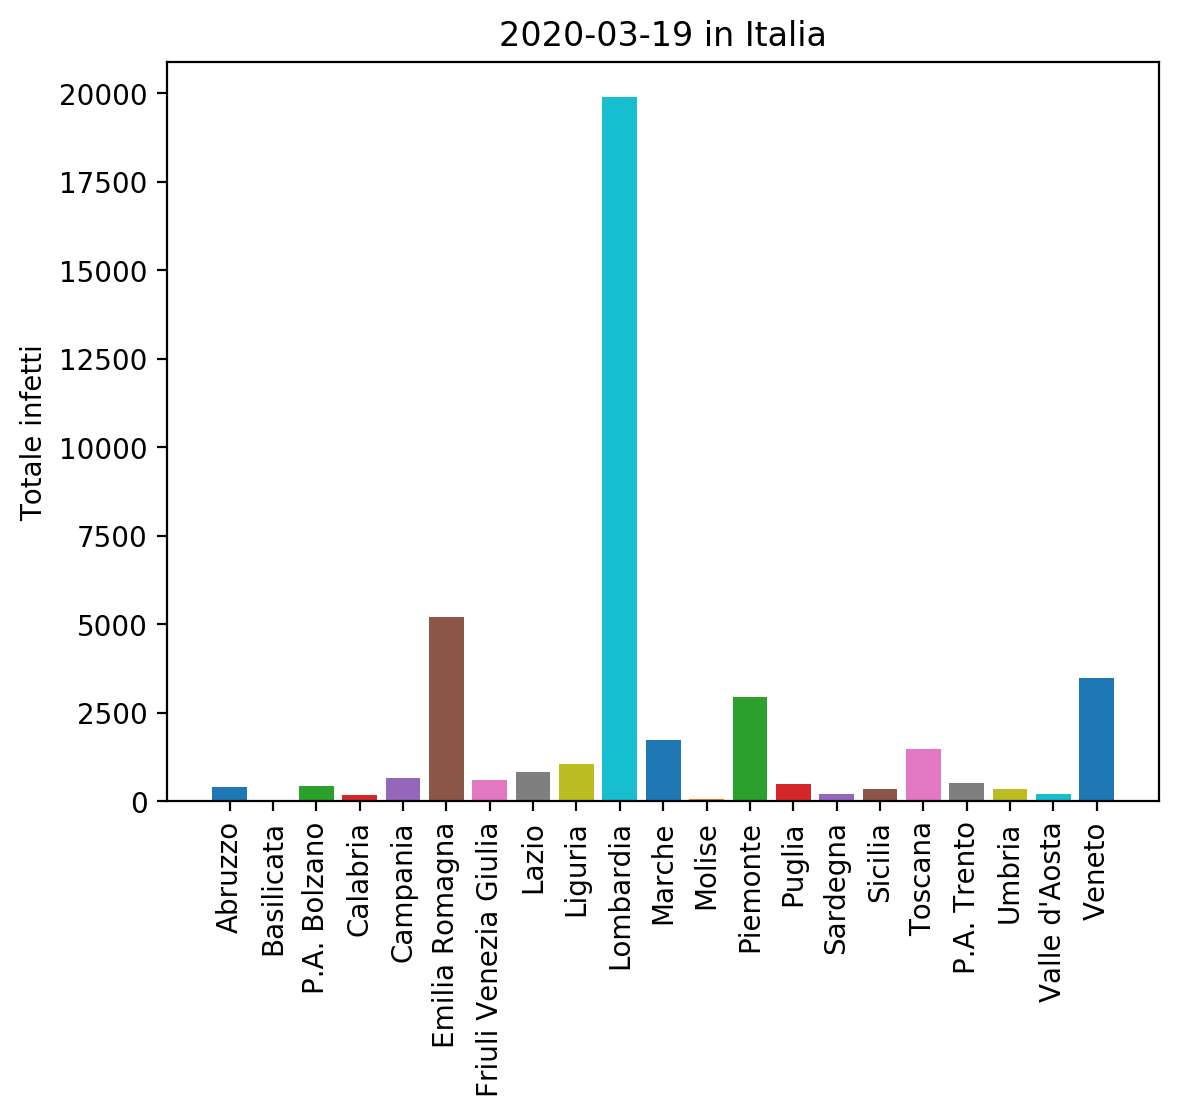 2020-03-19 in Italia
20000
17500
15000
12500
10000
7500
5000
2500
0
Totale infetti
Abruzzo
Basilicata
P.A. Bolzano
Calabria
Campania
Emilia Romagna
Friuli Venezia Giulia
Lazio
Liguria
Lombardia
Marche
Molise
Piemonte
Puglia
Sardegna
Sicilia
Toscana
P.A. Trento
Umbria
Valle d'Aosta
Veneto